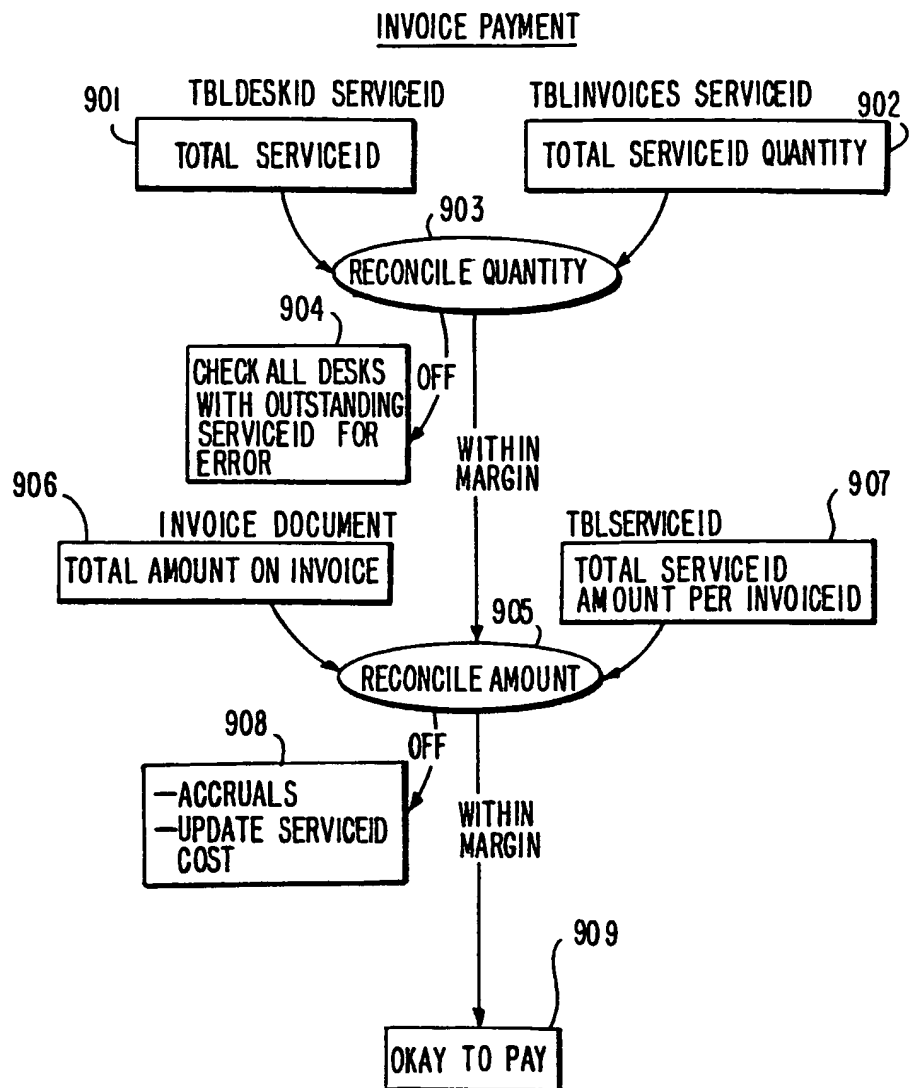 INVOICE PAYMENT
901
TBLDESKID SERVICEID
TOTAL SERVICEID
TBLINVOICES SERVICEID
902
TOTAL SERVICEID QUANTITY
903
RECONCILE QUANTITY
904
CHECK ALL DESKS
WITH OUTSTANDING
SERVICEID FOR
ERROR
OFF
WITHIN
MARGIN
906
INVOICE DOCUMENT
TOTAL AMOUNT ON INVOICE
907
TBLSERVICEID
TOTAL SERVICEID
AMOUNT PER INVOICEID
905
RECONCILE AMOUNT
908
OFF
—ACCRUALS
—UPDATE SERVICEID
COST
WITHIN
MARGIN
909
OKAY TO PAY